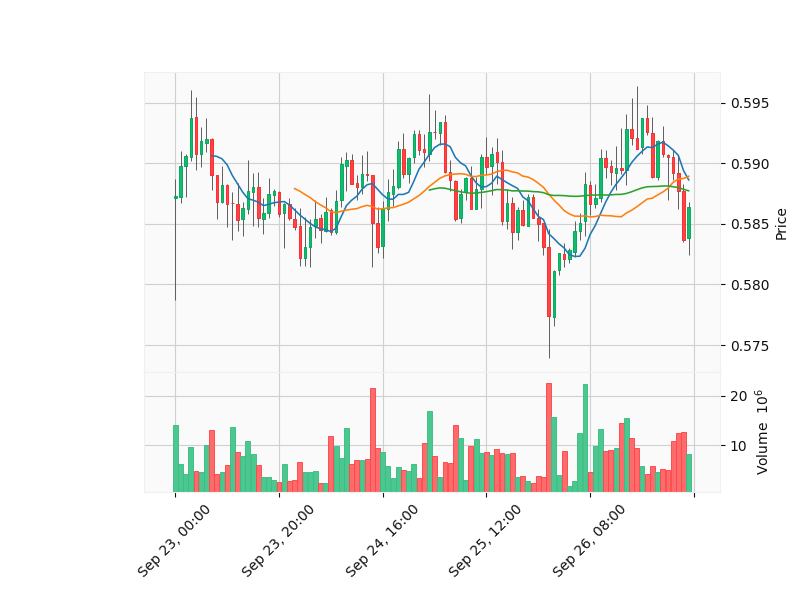 0.595
0.590
0.585
0.580
0.575
Price
20
10
Volume 10^6
Sep 23, 00:00
Sep 23, 20:00
Sep 24, 16:00
Sep 25, 12:00
Sep 26, 08:00